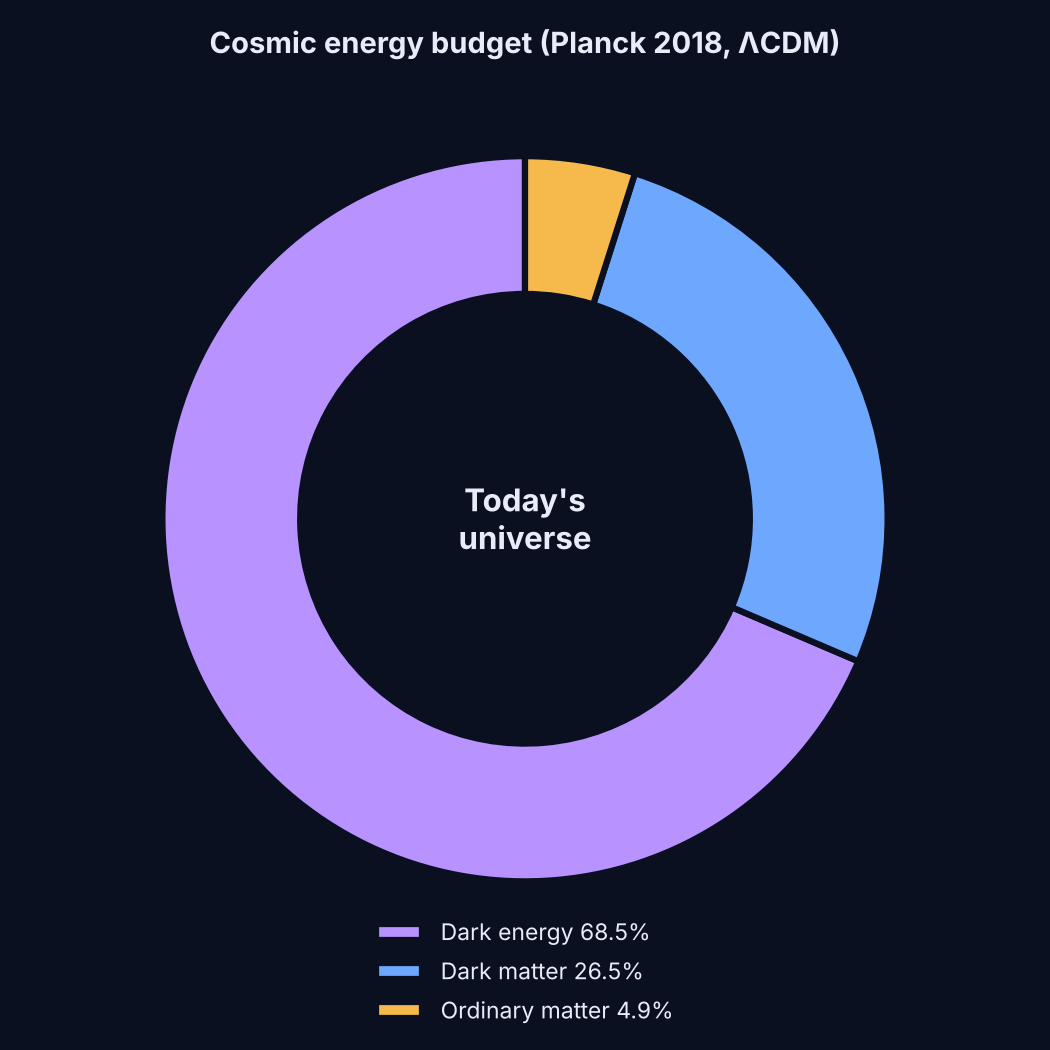 Cosmic energy budget (Planck 2018, ΛCDM)
Today's
universe
Dark energy 68.5%
Dark matter 26.5%
Ordinary matter 4.9%